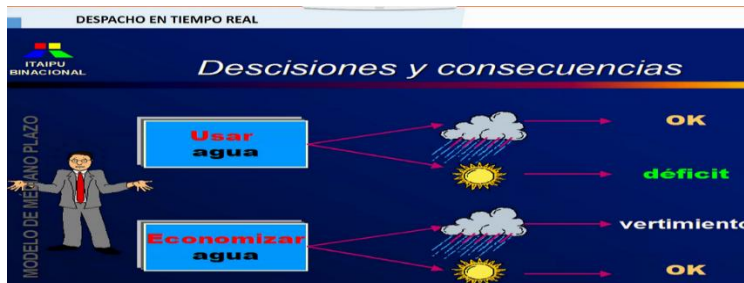 DESPACHO EN TIEMPO REAL
ITAIPU
BINACIONAL
Descisiones y consecuencias
MODELO DE MEDIANO PLAZO
Usar
agua
OK
déficit
Economizar
agua
vertimiento
OK